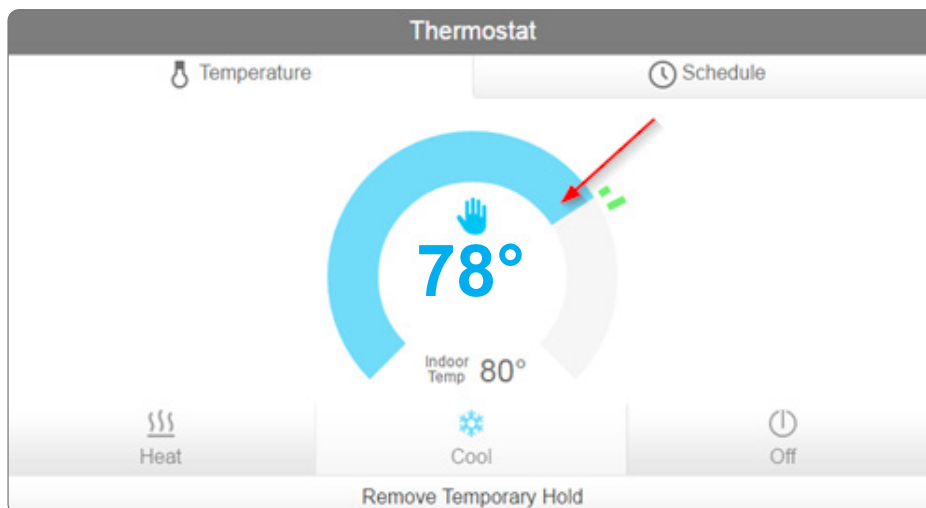 Thermostat
Temperature
Schedule
78°
Indoor
Temp
80°
Heat
Cool
Off
Remove Temporary Hold